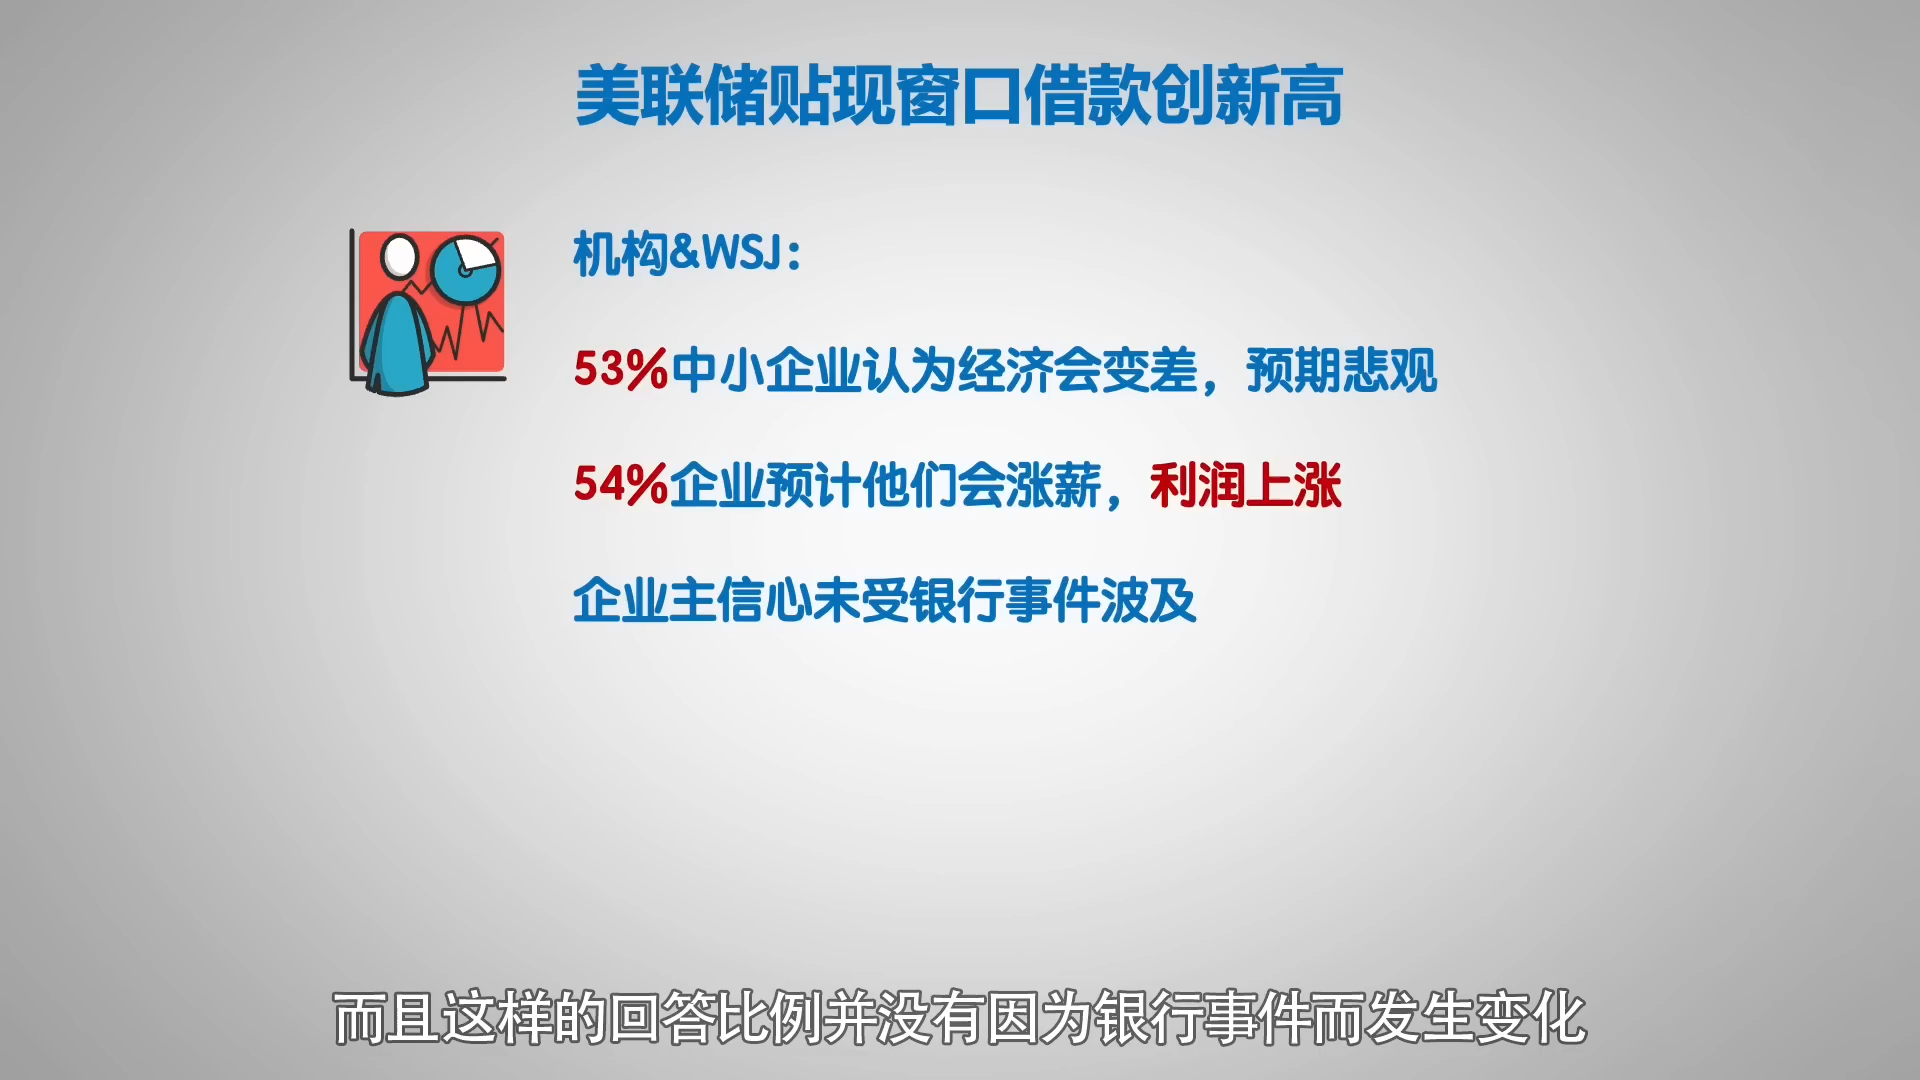 美联储贴现窗口借款创新高
机构&WSJ：
53%中小企业认为经济会变差，预期悲观
54%企业预计他们会涨薪，利润上涨
企业主信心未受银行事件波及
而且这样的回答比例并没有因为银行事件而发生变化